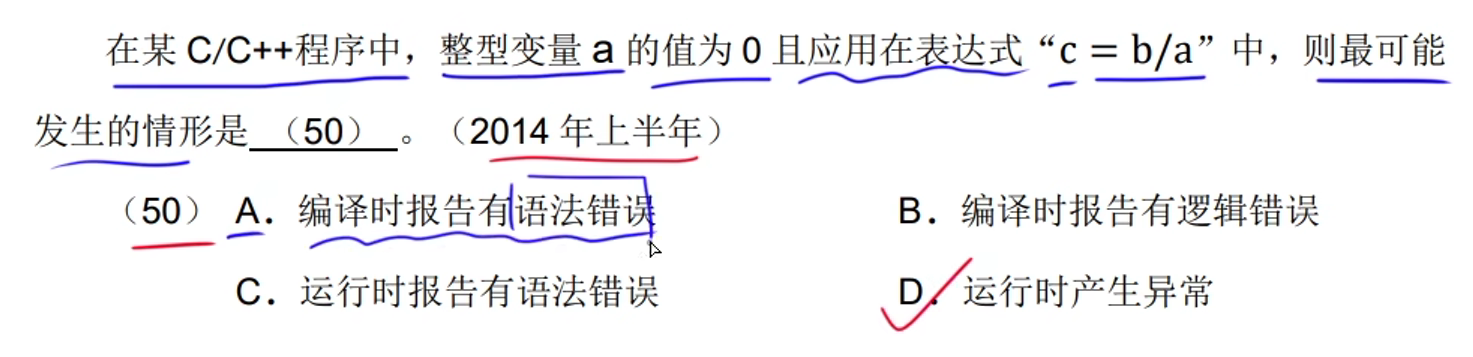 在某 C/C++程序中，整型变量 a 的值为 0 且应用在表达式“c = b/a”中，则最可能
发生的情形是（50）。（2014 年上半年）
（50） A．编译时报告有语法错误 B．编译时报告有逻辑错误
C．运行时报告有语法错误 D．运行时产生异常